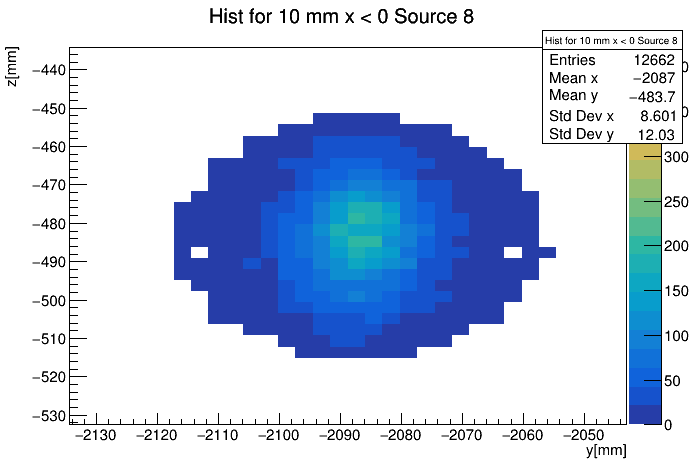 Hist for 10 mm x < 0 Source 8
z[mm]
Hist for 10 mm x < 0 Source 8
Entries 12662
Mean x −2087
Mean y −483.7
Std Dev x 8.601
Std Dev y 12.03
−440
−450
−460
−470
−480
−490
−500
−510
−520
−530
0
0
300
250
200
150
100
50
0
−2130 −2120 −2110 −2100 −2090 −2080 −2070 −2060 −2050
y[mm]